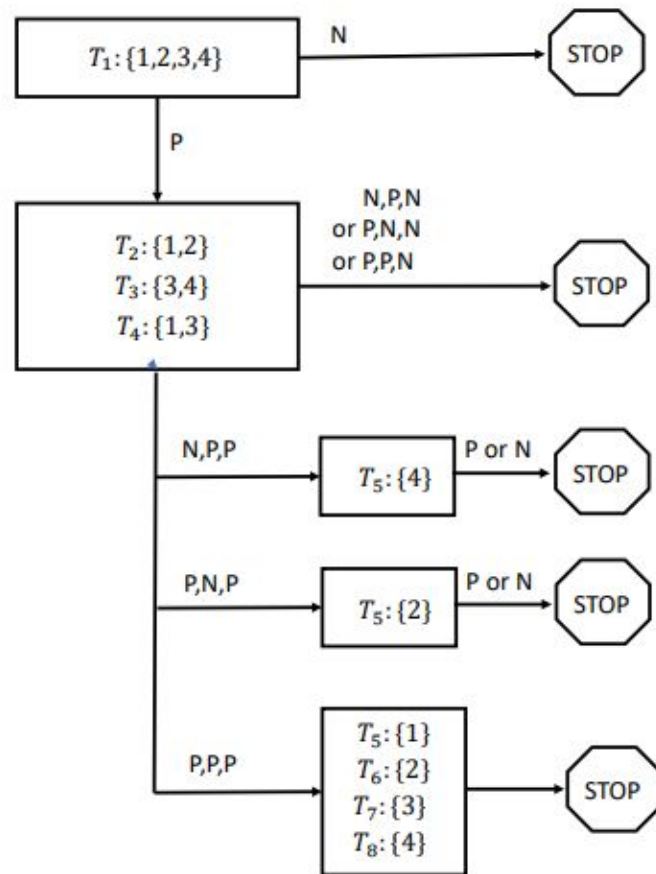 T₁: {1,2,3,4}
N
STOP
P
T₂: {1,2}
T₃: {3,4}
T₄: {1,3}
N,P,N
or P,N,N
or P,P,N
STOP
N,P,P
T₅: {4}
P or N
STOP
P,N,P
T₅: {2}
P or N
STOP
P,P,P
T₅: {1}
T₆: {2}
T₇: {3}
T₈: {4}
STOP